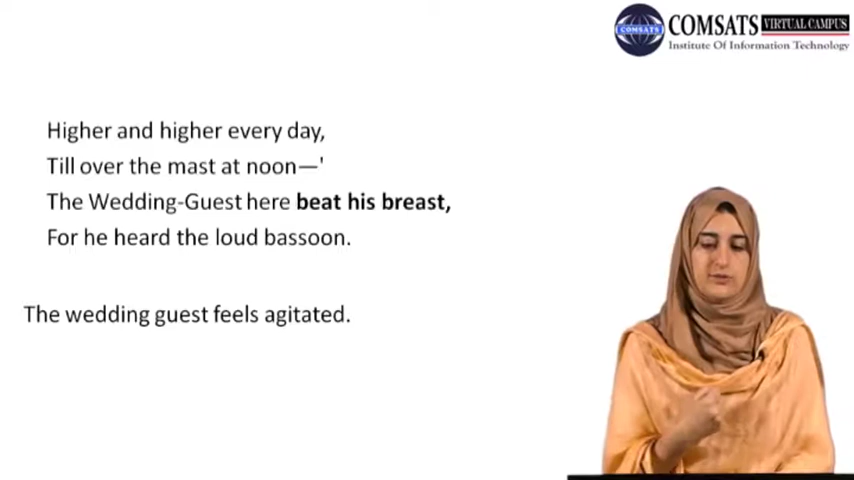 COMSATS
COMSATS VIRTUAL CAMPUS
Institute Of Information Technology
Higher and higher every day,
Till over the mast at noon—'
The Wedding-Guest here beat his breast,
For he heard the loud bassoon.
The wedding guest feels agitated.